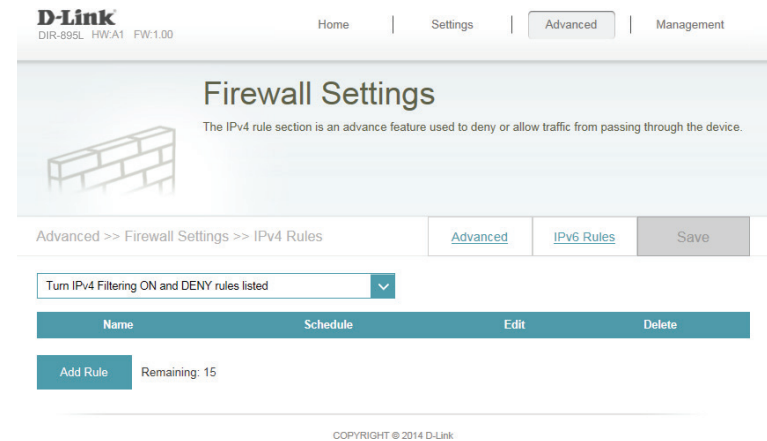 D-Link
DIR-895L HW:A1 FW:1.00
Home | Settings | Advanced | Management
Firewall Settings
The IPv4 rule section is an advance feature used to deny or allow traffic from passing through the device.
Advanced >> Firewall Settings >> IPv4 Rules
Advanced
IPv6 Rules
Save
Turn IPv4 Filtering ON and DENY rules listed
Name Schedule Edit Delete
Add Rule Remaining: 15
COPYRIGHT © 2014 D-Link